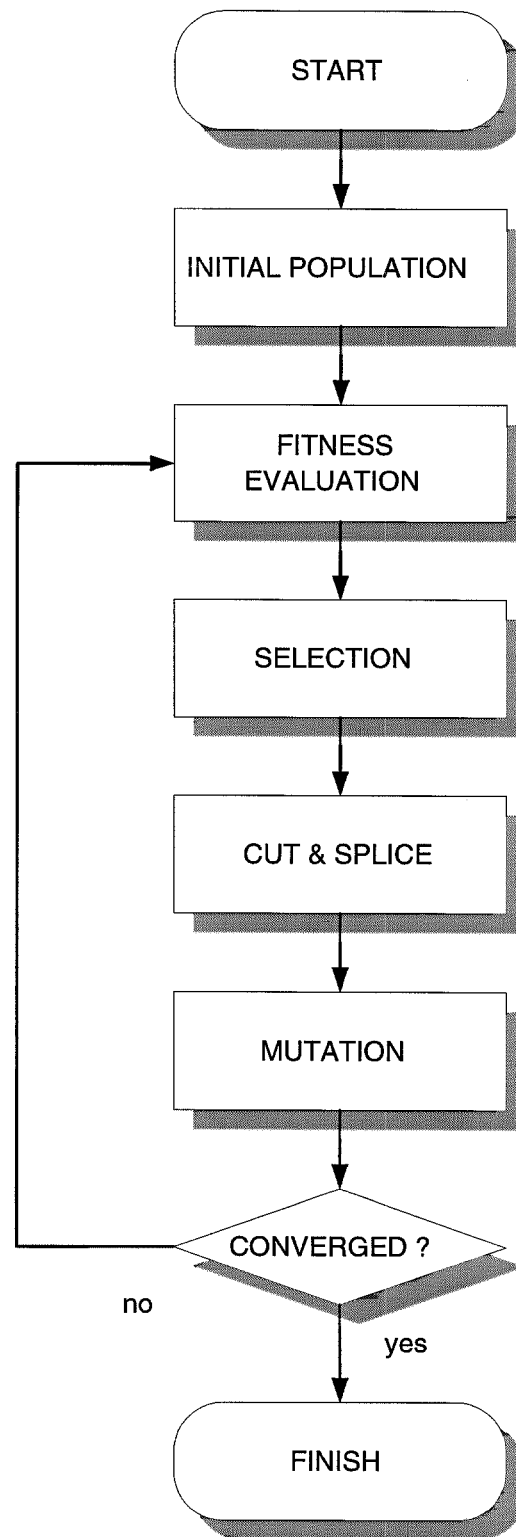 START
INITIAL POPULATION
FITNESS
EVALUATION
SELECTION
CUT & SPLICE
MUTATION
CONVERGED ?
no
yes
FINISH